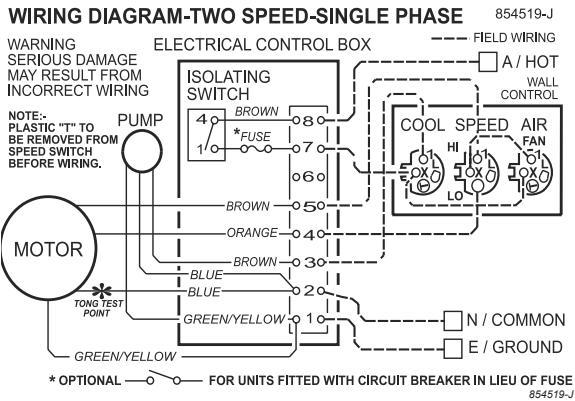 WIRING DIAGRAM-TWO SPEED-SINGLE PHASE 854519-J
WARNING
SERIOUS DAMAGE
MAY RESULT FROM
INCORRECT WIRING
ELECTRICAL CONTROL BOX
FIELD WIRING
A / HOT
WALL
CONTROL
ISOLATING
SWITCH
NOTE:-
PLASTIC "T" TO
BE REMOVED FROM
SPEED SWITCH
BEFORE WIRING.
PUMP
4 BROWN 8
*FUSE
1 7
6
COOL SPEED AIR
FAN
HI
1 1 1
X X X
LO
BROWN 5
ORANGE 4
MOTOR
BROWN 3
BLUE
BLUE 2
TONG TEST
POINT
GREEN/YELLOW 1
N / COMMON
E / GROUND
GREEN/YELLOW
* OPTIONAL FOR UNITS FITTED WITH CIRCUIT BREAKER IN LIEU OF FUSE
854519-J